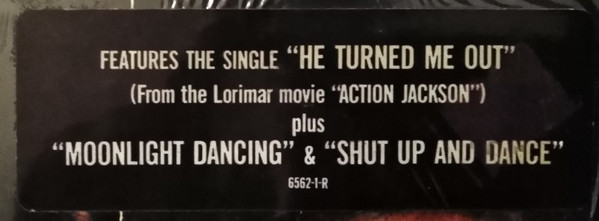 FEATURES THE SINGLE “HE TURNED ME OUT”
(From the Lorimar movie “ACTION JACKSON”)
plus
“MOONLIGHT DANCING” & “SHUT UP AND DANCE”
6562-1-R